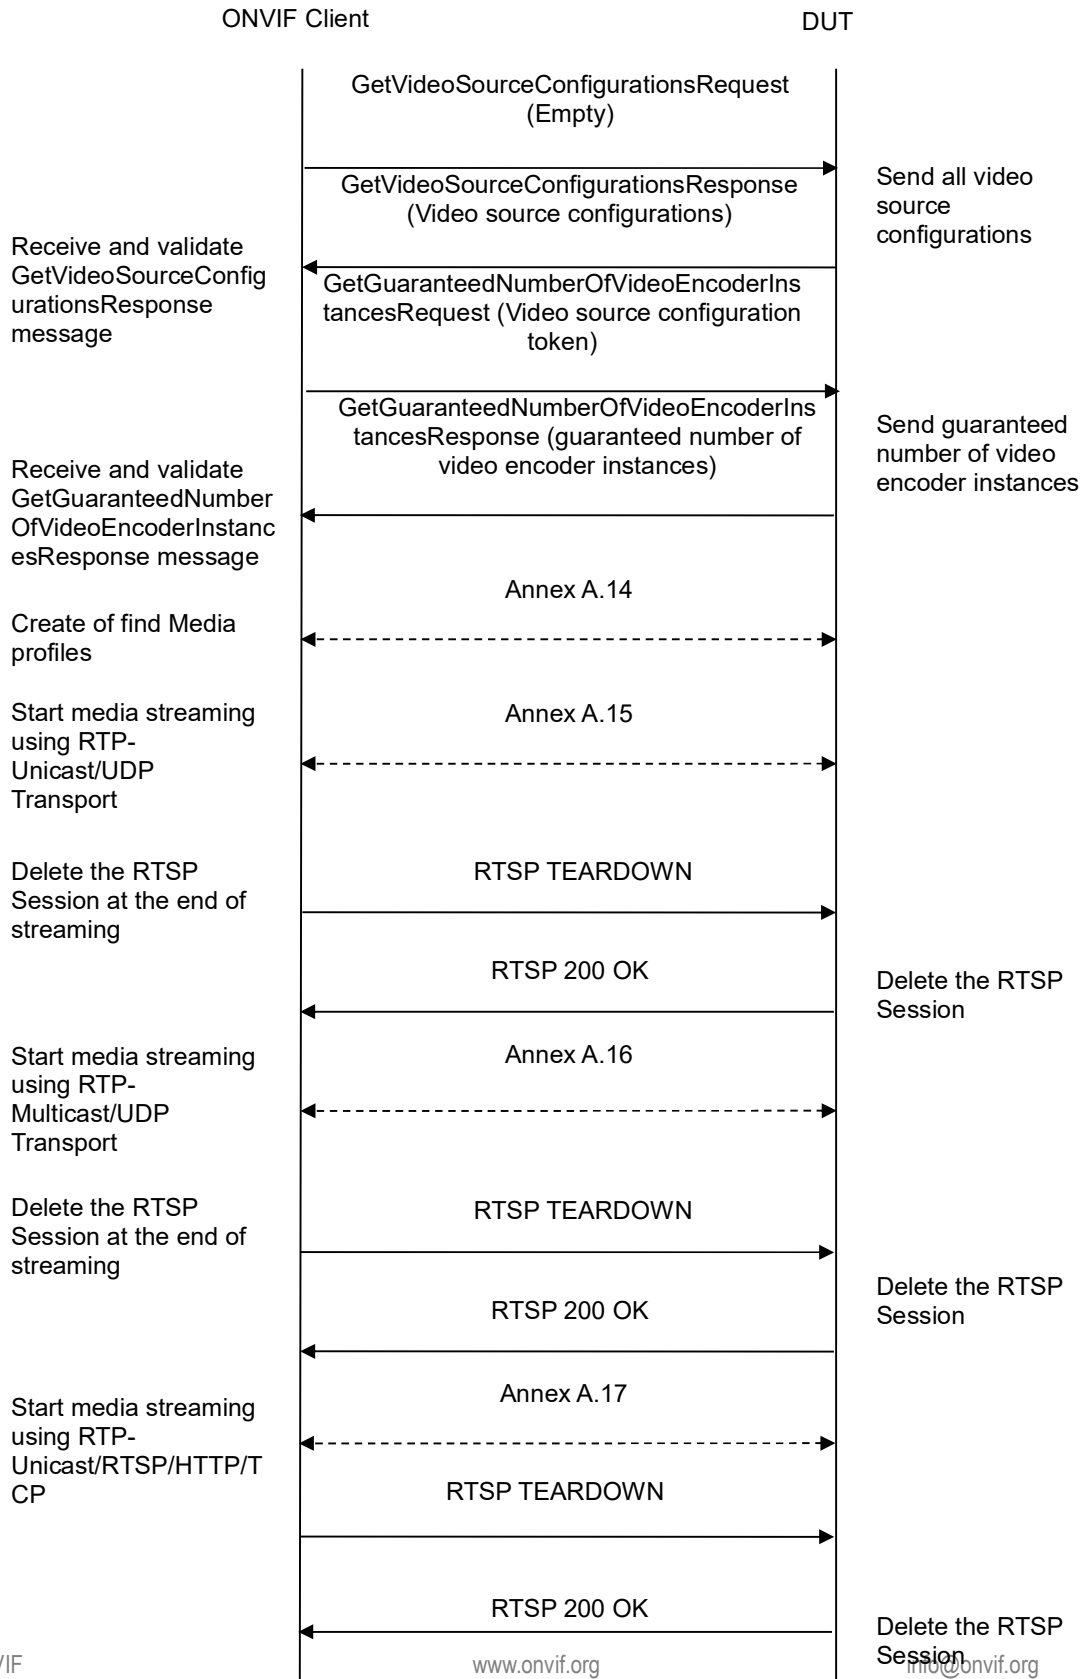 ONVIF Client
DUT
GetVideoSourceConfigurationsRequest
(Empty)
Send all video
source
configurations
GetVideoSourceConfigurationsResponse
(Video source configurations)
Receive and validate
GetVideoSourceConfig
urationsResponse
message
GetGuaranteedNumberOfVideoEncoderIns
tancesRequest (Video source configuration
token)
GetGuaranteedNumberOfVideoEncoderIns
tancesResponse (guaranteed number of
video encoder instances)
Send guaranteed
number of video
encoder instances
Receive and validate
GetGuaranteedNumber
OfVideoEncoderInstanc
esResponse message
Annex A.14
Create of find Media
profiles
Start media streaming
using RTP-
Unicast/UDP
Transport
Annex A.15
Delete the RTSP
Session at the end of
streaming
RTSP TEARDOWN
RTSP 200 OK
Delete the RTSP
Session
Start media streaming
using RTP-
Multicast/UDP
Transport
Annex A.16
Delete the RTSP
Session at the end of
streaming
RTSP TEARDOWN
Delete the RTSP
Session
RTSP 200 OK
Annex A.17
Start media streaming
using RTP-
Unicast/RTSP/HTTP/T
CP
RTSP TEARDOWN
RTSP 200 OK
Delete the RTSP
Session
www.onvif.org
info@onvif.org